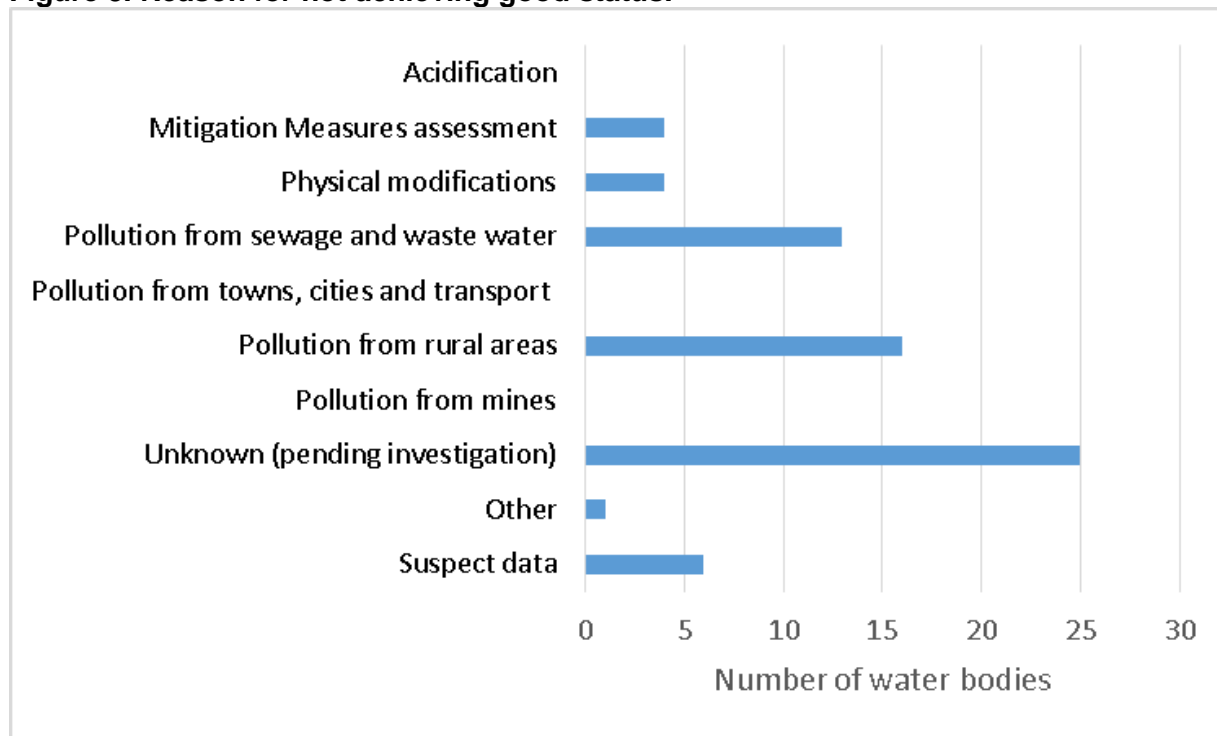 Acidification
Mitigation Measures assessment
Physical modifications
Pollution from sewage and waste water
Pollution from towns, cities and transport
Pollution from rural areas
Pollution from mines
Unknown (pending investigation)
Other
Suspect data
0 5 10 15 20 25 30
Number of water bodies